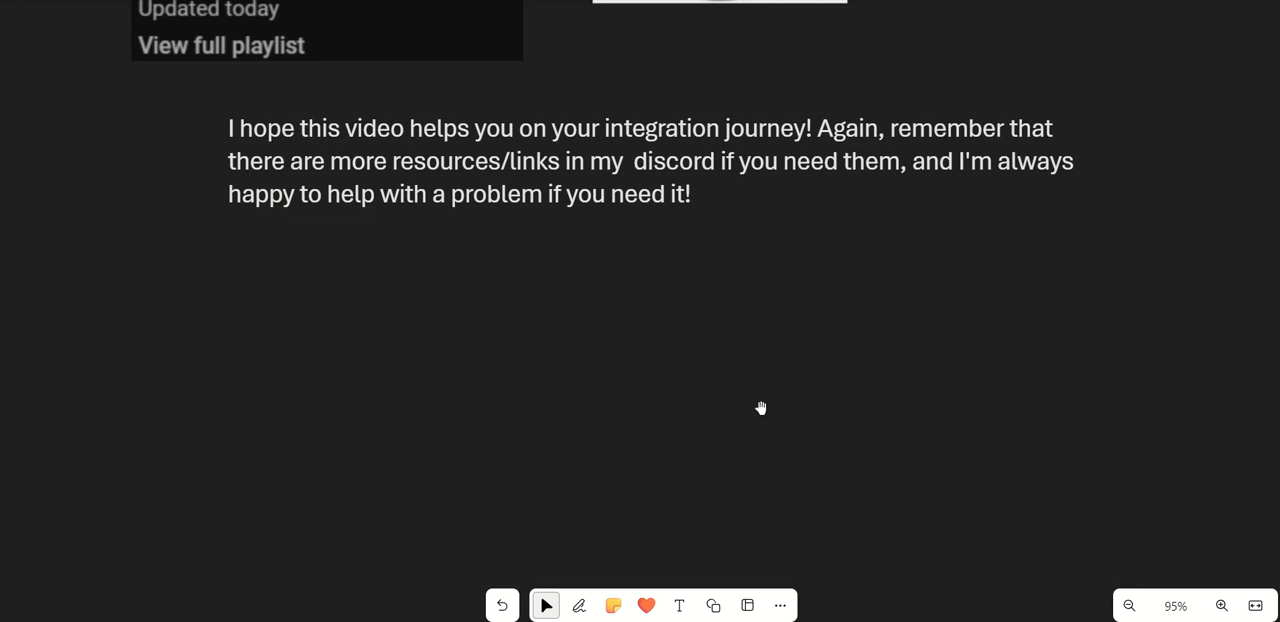 Updated today
View full playlist
I hope this video helps you on your integration journey! Again, remember that
there are more resources/links in my  discord if you need them, and I'm always
happy to help with a problem if you need it!
T
95%